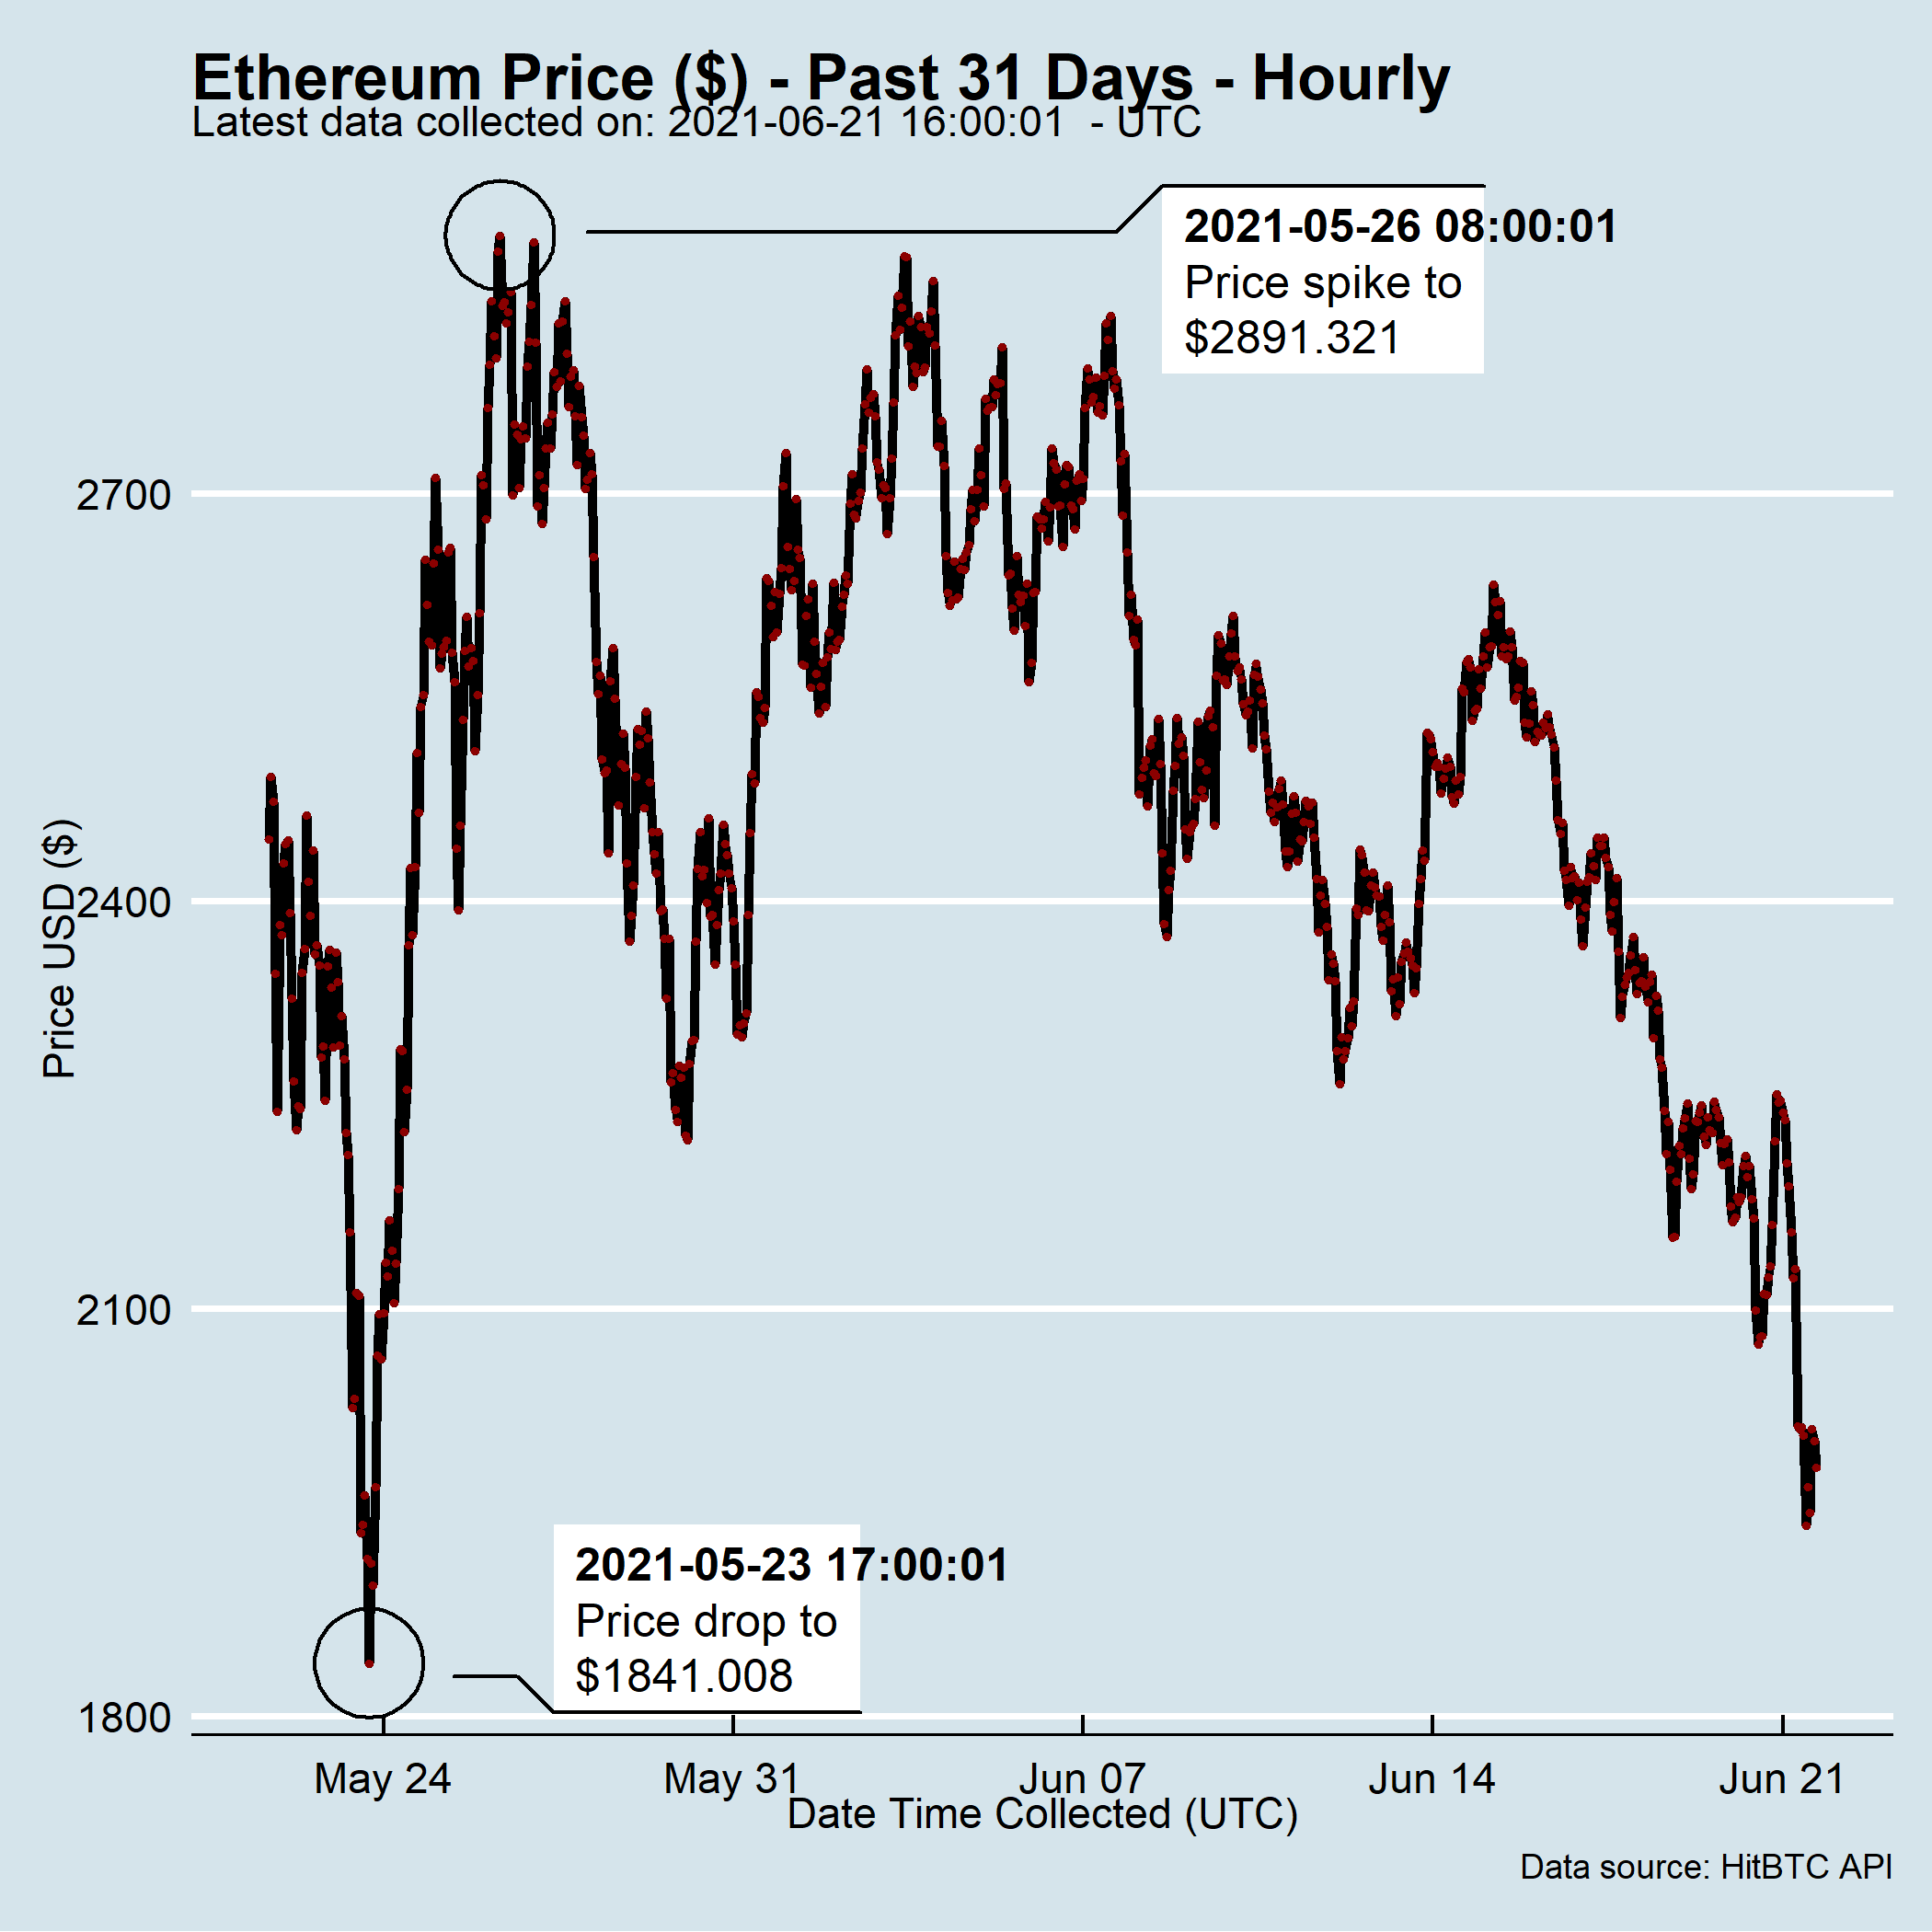 Ethereum Price ($) - Past 31 Days - Hourly
Latest data collected on: 2021-06-21 16:00:01  - UTC
2021-05-26 08:00:01
Price spike to
$2891.321
2700
2400
2100
1800
Price USD ($)
2021-05-23 17:00:01
Price drop to
$1841.008
May 24
May 31
Jun 07
Jun 14
Jun 21
Date Time Collected (UTC)
Data source: HitBTC API